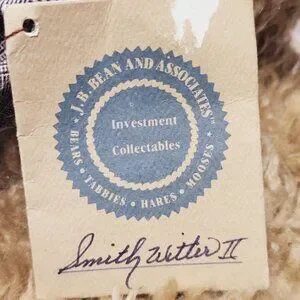 J. B. BEAN AND ASSOCIATES™
Investment
Collectables
BEARS • TABBIES • HARES • MOOSES
Smith Witter II